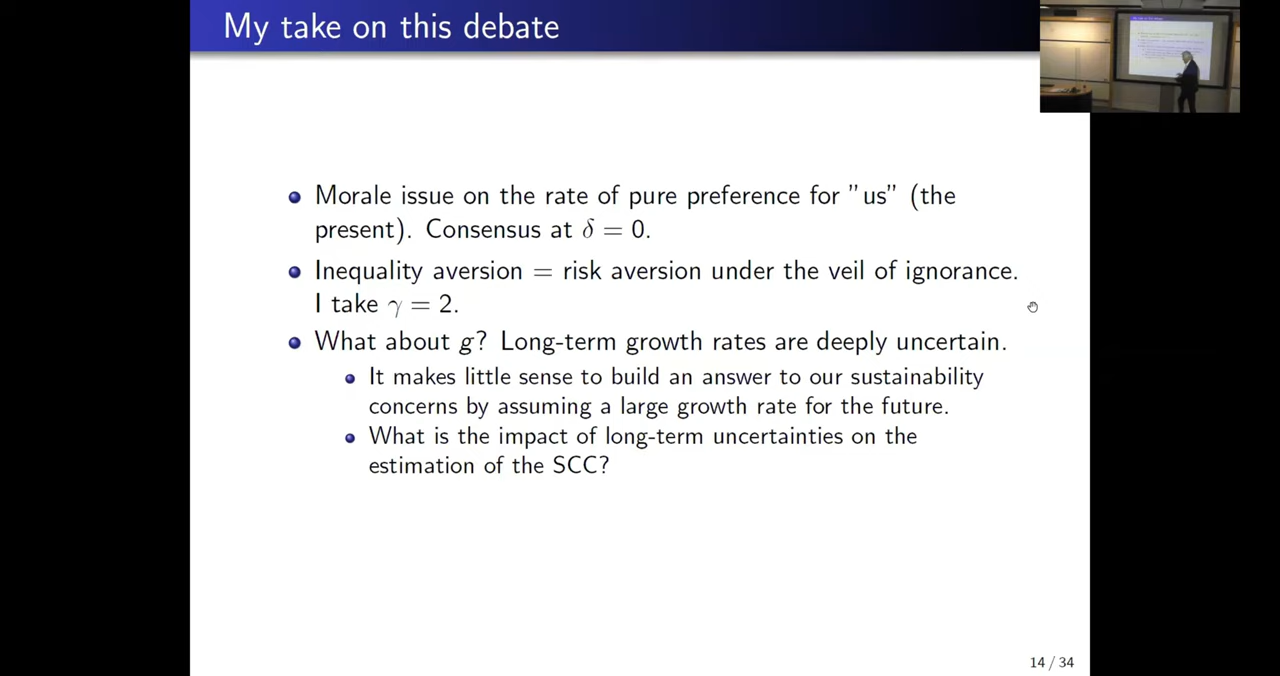 My take on this debate
Morale issue on the rate of pure preference for "us" (the
present). Consensus at δ = 0.
Inequality aversion = risk aversion under the veil of ignorance.
I take γ = 2.
What about g? Long-term growth rates are deeply uncertain.
It makes little sense to build an answer to our sustainability
concerns by assuming a large growth rate for the future.
What is the impact of long-term uncertainties on the
estimation of the SCC?
14 / 34